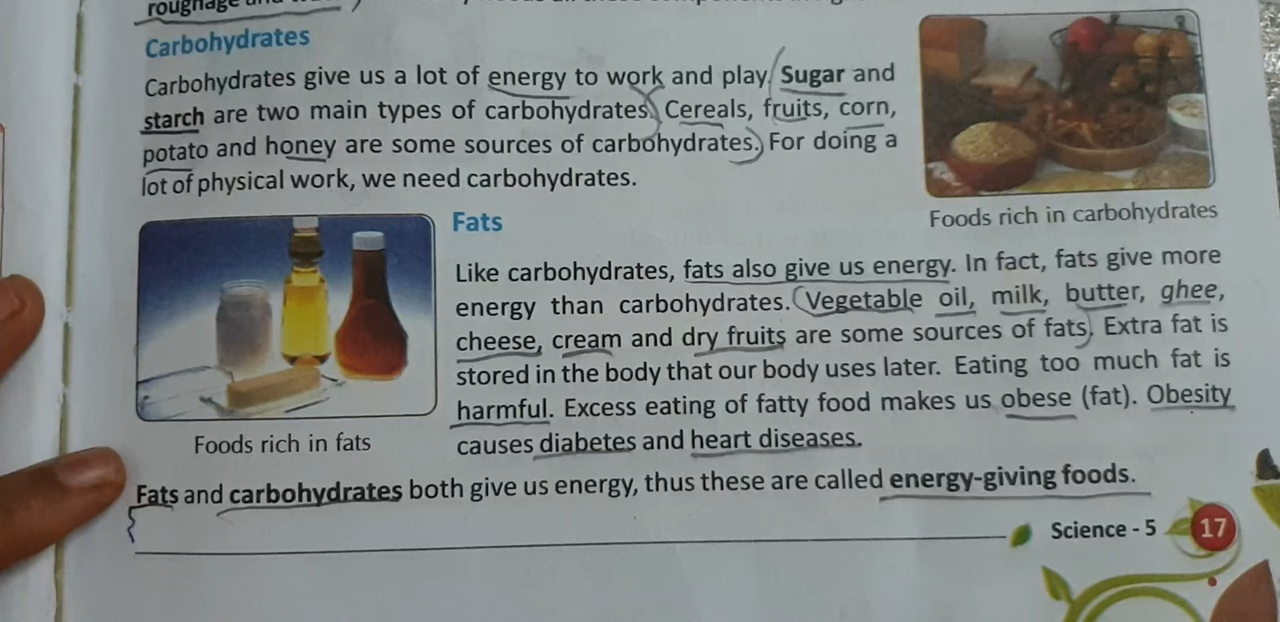 roughage and
Carbohydrates
Carbohydrates give us a lot of energy to work and play. Sugar and
starch are two main types of carbohydrates. Cereals, fruits, corn,
potato and honey are some sources of carbohydrates. For doing a
lot of physical work, we need carbohydrates.
Foods rich in carbohydrates
Fats
Like carbohydrates, fats also give us energy. In fact, fats give more
energy than carbohydrates. Vegetable oil, milk, butter, ghee,
cheese, cream and dry fruits are some sources of fats. Extra fat is
stored in the body that our body uses later. Eating too much fat is
harmful. Excess eating of fatty food makes us obese (fat). Obesity
causes diabetes and heart diseases.
Foods rich in fats
Fats and carbohydrates both give us energy, thus these are called energy-giving foods.
Science - 5
17